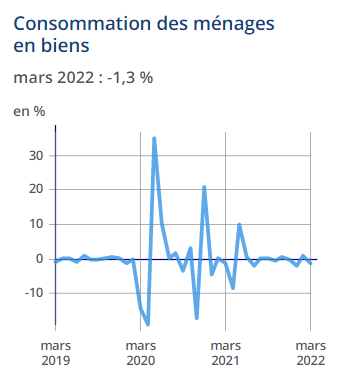 Consommation des ménages
en biens
mars 2022 : -1,3 %
en %
30
20
10
0
-10
mars mars mars mars
2019 2020 2021 2022